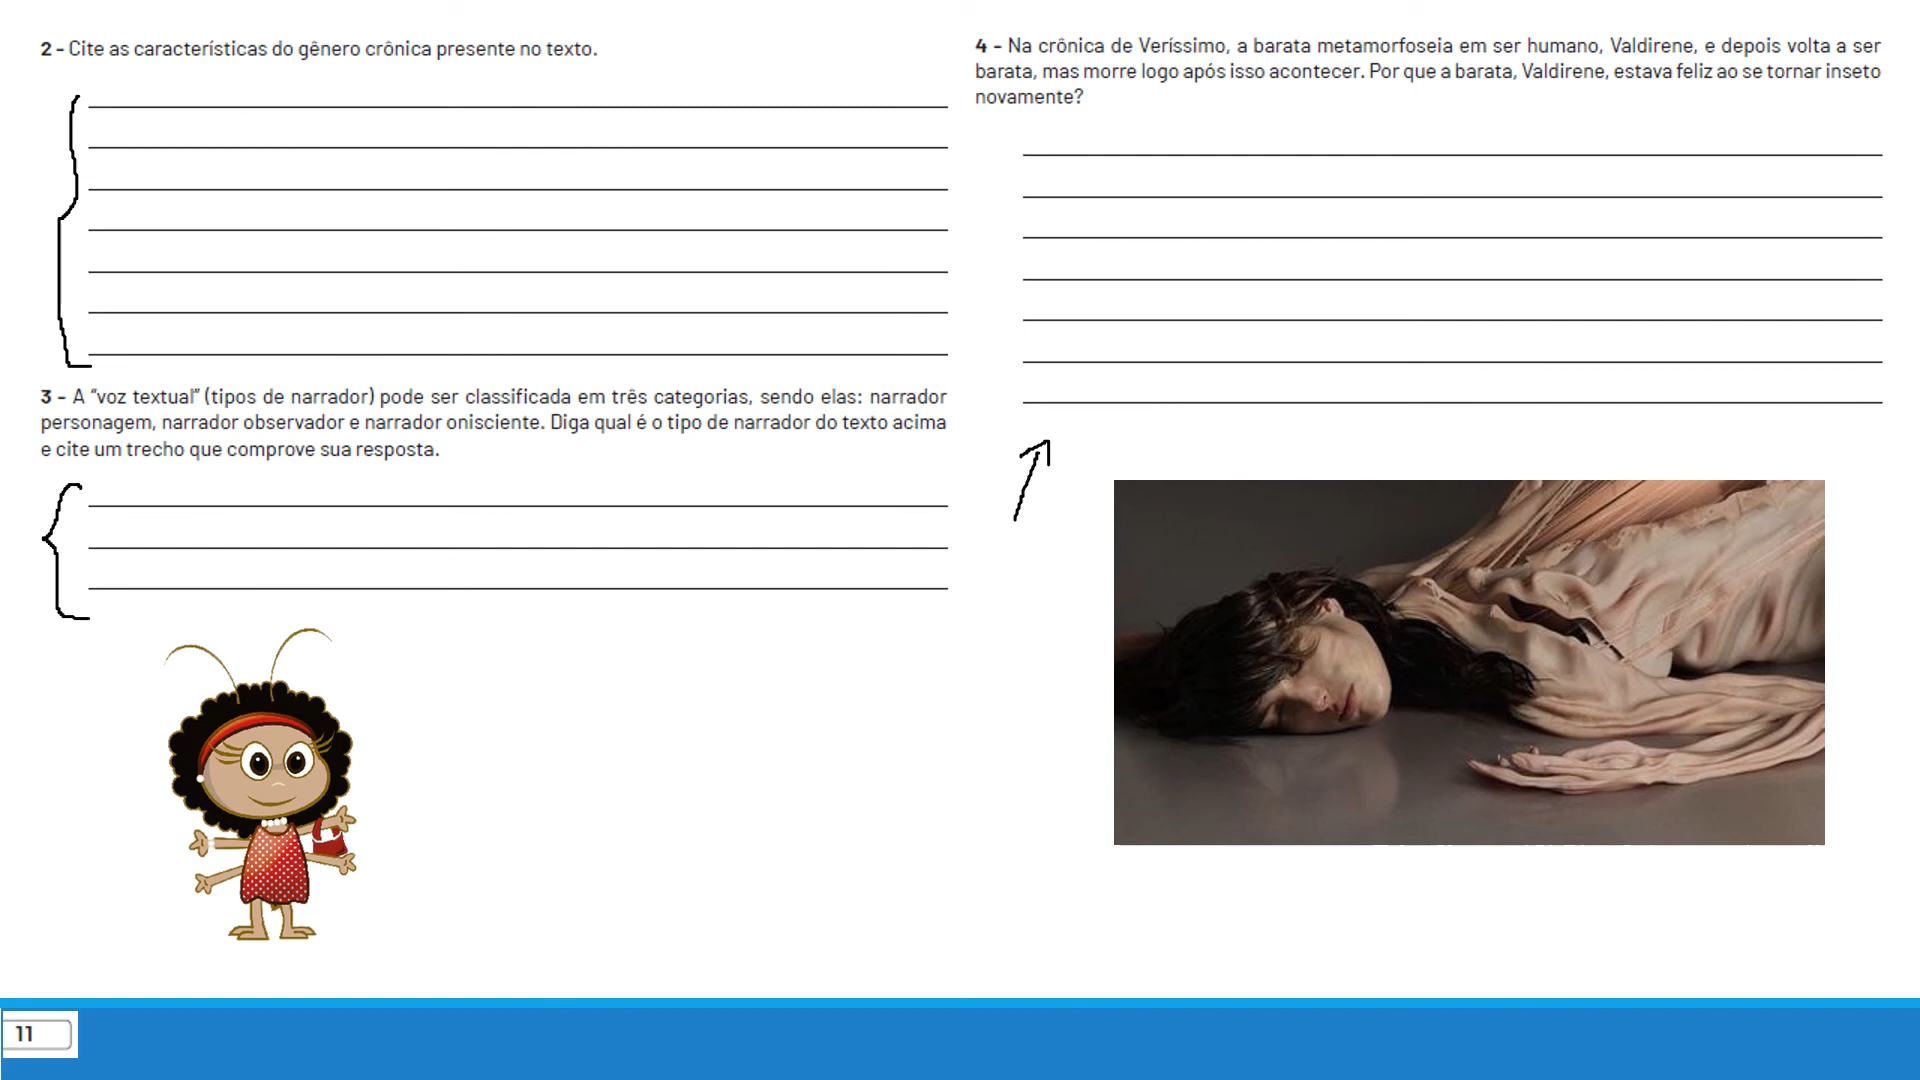 2 - Cite as características do gênero crônica presente no texto.
3 - A “voz textual” (tipos de narrador) pode ser classificada em três categorias, sendo elas: narrador
personagem, narrador observador e narrador onisciente. Diga qual é o tipo de narrador do texto acima
e cite um trecho que comprove sua resposta.
4 - Na crônica de Veríssimo, a barata metamorfoseia em ser humano, Valdirene, e depois volta a ser
barata, mas morre logo após isso acontecer. Por que a barata, Valdirene, estava feliz ao se tornar inseto
novamente?
11